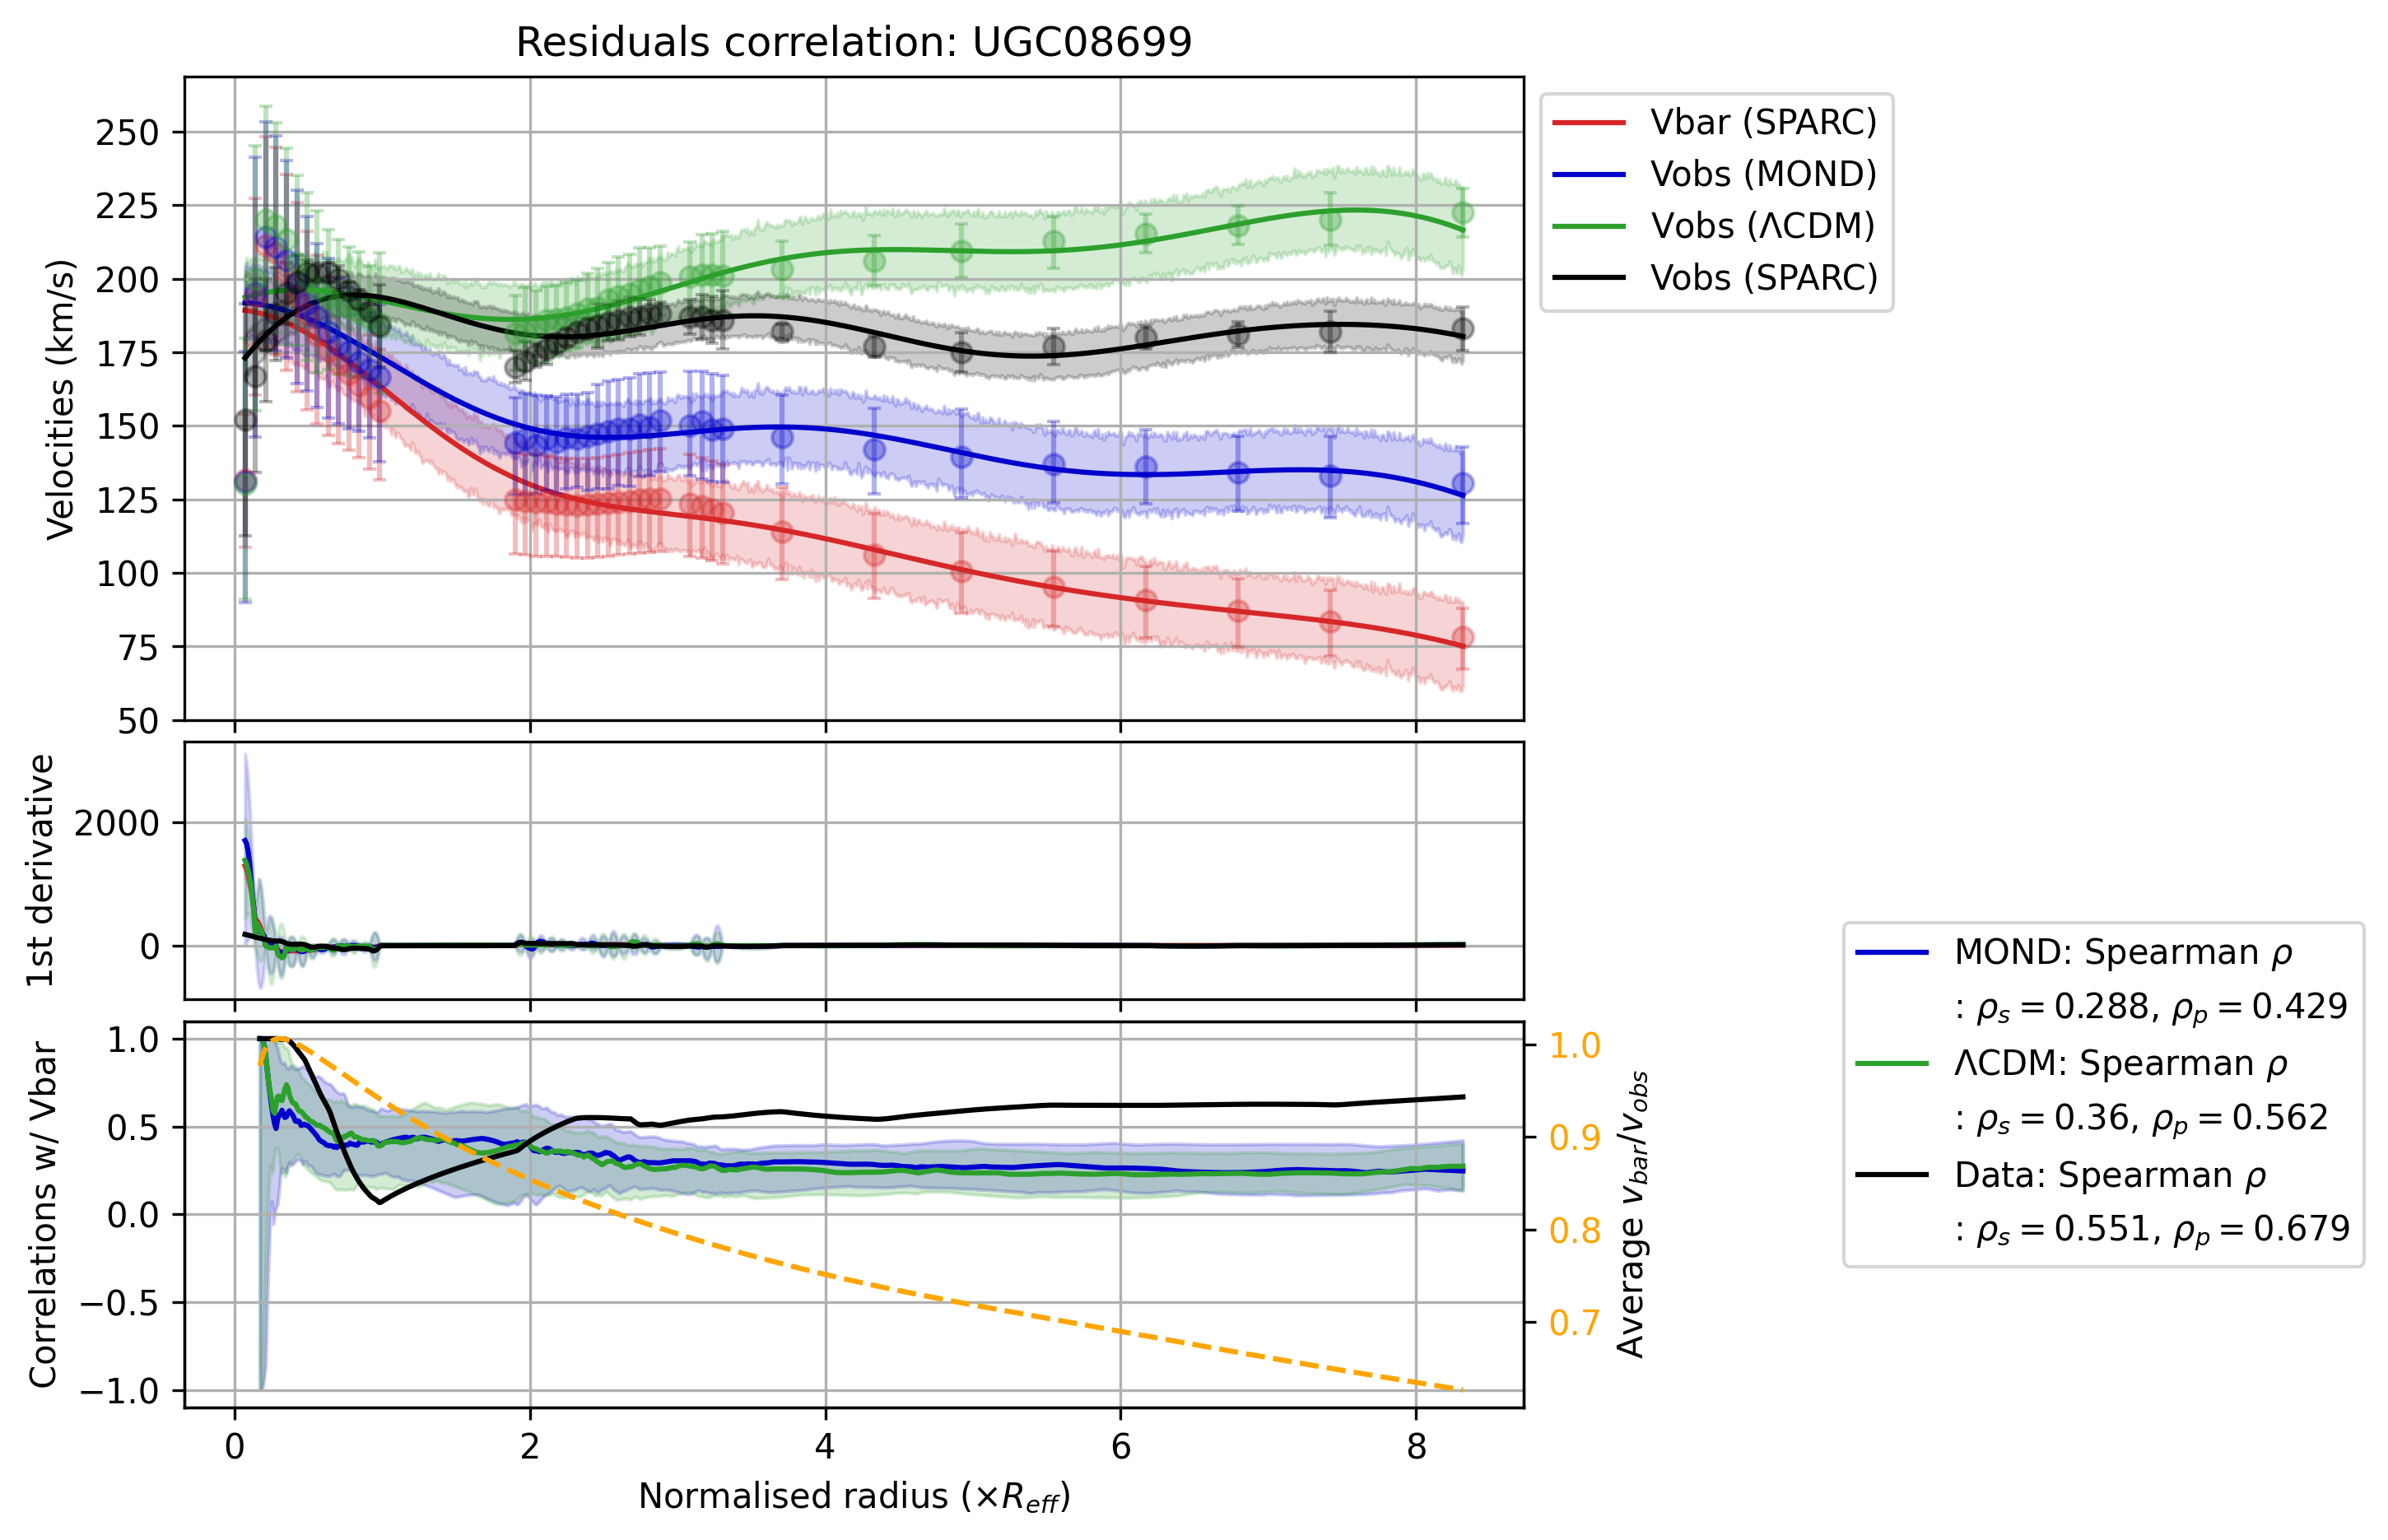 Residuals correlation: UGC08699
Velocities (km/s)
250
225
200
175
150
125
100
75
50
Vbar (SPARC)
Vobs (MOND)
Vobs (ΛCDM)
Vobs (SPARC)
1st derivative
2000
0
Correlations w/ Vbar
1.0
0.5
0.0
−0.5
−1.0
1.0
0.9
0.8
0.7
Average v_bar/v_obs
MOND: Spearman ρ
: ρ_s = 0.288, ρ_p = 0.429
ΛCDM: Spearman ρ
: ρ_s = 0.36, ρ_p = 0.562
Data: Spearman ρ
: ρ_s = 0.551, ρ_p = 0.679
0 2 4 6 8
Normalised radius (×R_eff)